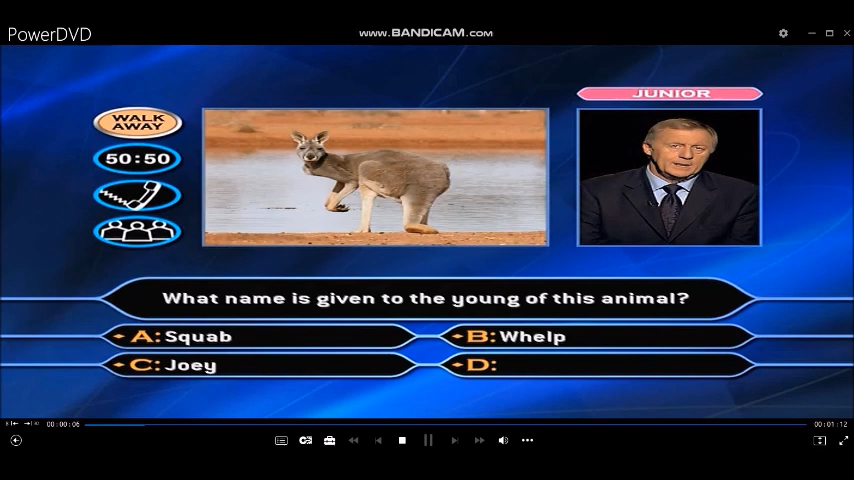 PowerDVD
www.BANDICAM.com
JUNIOR
WALK
AWAY
50:50
What name is given to the young of this animal?
A: Squab
B: Whelp
C: Joey
D:
00:00:06
00:01:12